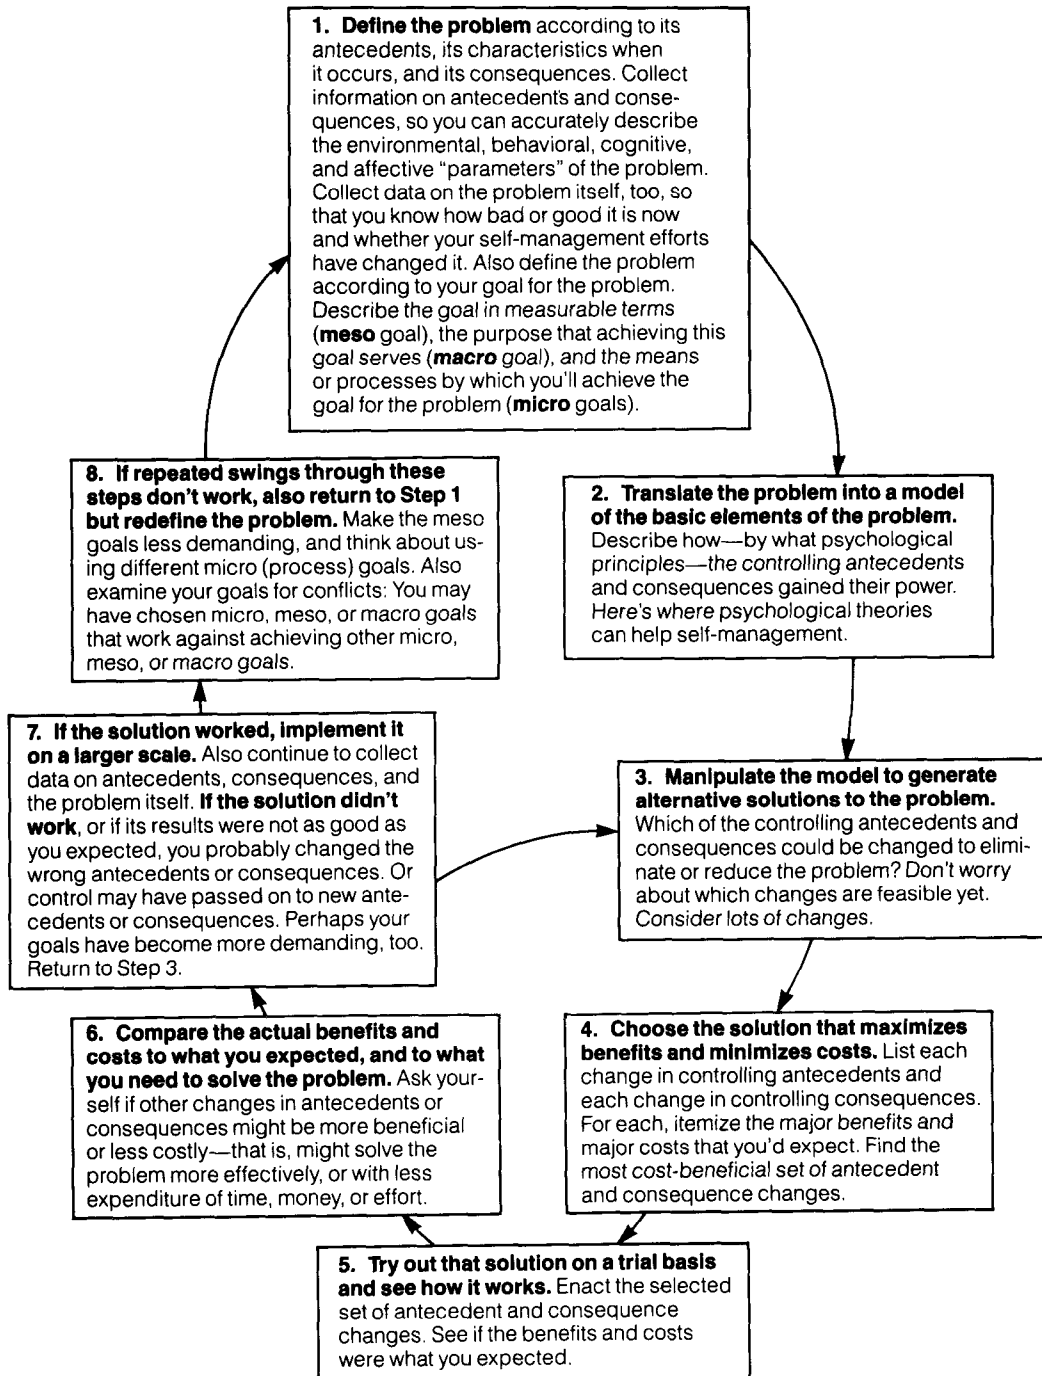 1. Define the problem according to its
antecedents, its characteristics when
it occurs, and its consequences. Collect
information on antecedents and conse-
quences, so you can accurately describe
the environmental, behavioral, cognitive,
and affective “parameters” of the problem.
Collect data on the problem itself, too, so
that you know how bad or good it is now
and whether your self-management efforts
have changed it. Also define the problem
according to your goal for the problem.
Describe the goal in measurable terms
(meso goal), the purpose that achieving this
goal serves (macro goal), and the means
or processes by which you’ll achieve the
goal for the problem (micro goals).
2. Translate the problem into a model
of the basic elements of the problem.
Describe how—by what psychological
principles—the controlling antecedents
and consequences gained their power.
Here’s where psychological theories
can help self-management.
3. Manipulate the model to generate
alternative solutions to the problem.
Which of the controlling antecedents and
consequences could be changed to elimi-
nate or reduce the problem? Don’t worry
about which changes are feasible yet.
Consider lots of changes.
4. Choose the solution that maximizes
benefits and minimizes costs. List each
change in controlling antecedents and
each change in controlling consequences.
For each, itemize the major benefits and
major costs that you’d expect. Find the
most cost-beneficial set of antecedent
and consequence changes.
5. Try out that solution on a trial basis
and see how it works. Enact the selected
set of antecedent and consequence
changes. See if the benefits and costs
were what you expected.
6. Compare the actual benefits and
costs to what you expected, and to what
you need to solve the problem. Ask your-
self if other changes in antecedents or
consequences might be more beneficial
or less costly—that is, might solve the
problem more effectively, or with less
expenditure of time, money, or effort.
7. If the solution worked, implement it
on a larger scale. Also continue to collect
data on antecedents, consequences, and
the problem itself. If the solution didn’t
work, or if its results were not as good as
you expected, you probably changed the
wrong antecedents or consequences. Or
control may have passed on to new ante-
cedents or consequences. Perhaps your
goals have become more demanding, too.
Return to Step 3.
8. If repeated swings through these
steps don’t work, also return to Step 1
but redefine the problem. Make the meso
goals less demanding, and think about us-
ing different micro (process) goals. Also
examine your goals for conflicts: You may
have chosen micro, meso, or macro goals
that work against achieving other micro,
meso, or macro goals.